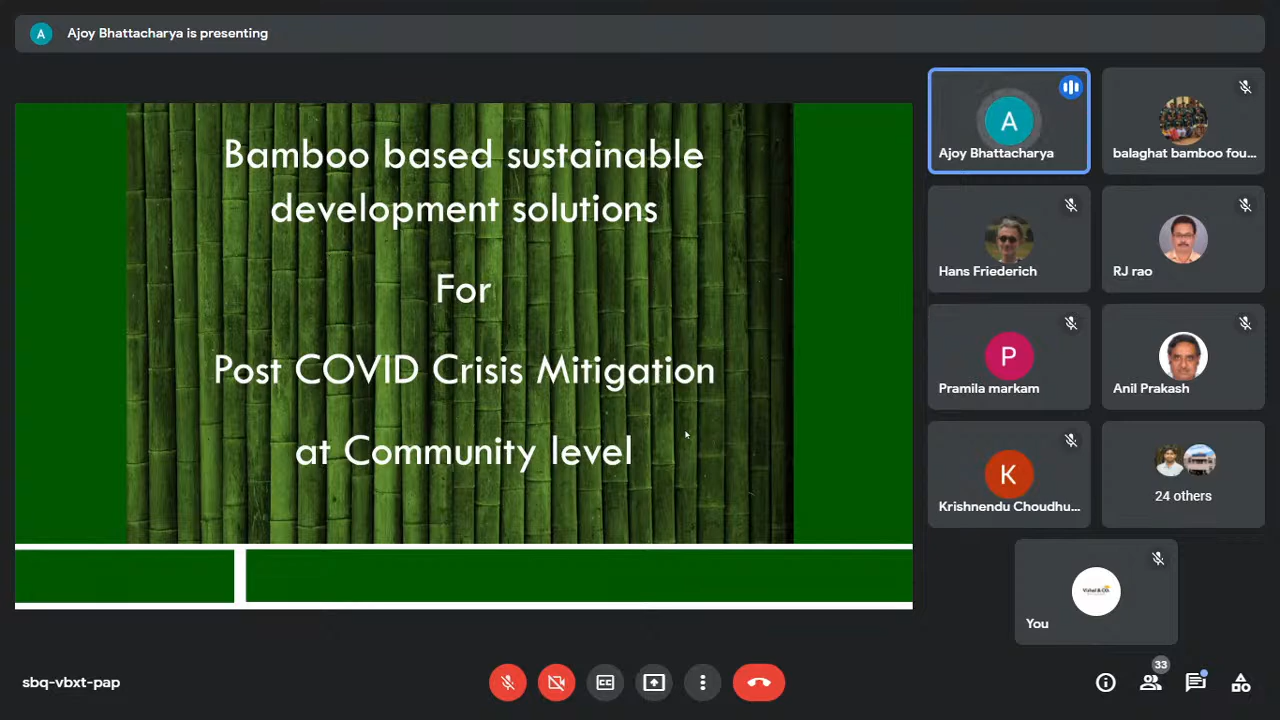 A
Ajoy Bhattacharya is presenting
Bamboo based sustainable
development solutions
For
Post COVID Crisis Mitigation
at Community level
A
Ajoy Bhattacharya
balaghat bamboo fou...
Hans Friederich
RJ rao
P
Pramila markam
Anil Prakash
K
Krishnendu Choudhu...
24 others
You
sbq-vbxt-pap
CC
33